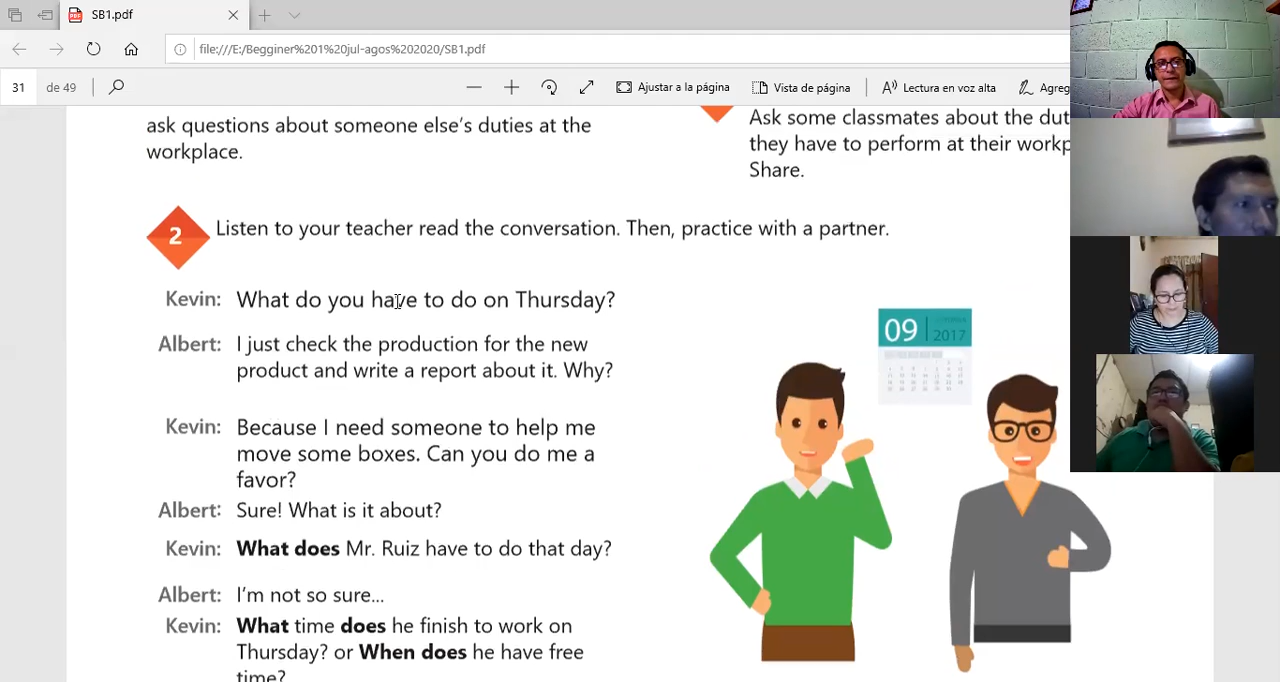 SB1.pdf
file:///E:/Begginer%201%20jul-agos%202020/SB1.pdf
31 de 49
Ajustar a la página
Vista de página
Lectura en voz alta
Agreg
ask questions about someone else's duties at the
workplace.
Ask some classmates about the dut
they have to perform at their workp
Share.
2 Listen to your teacher read the conversation. Then, practice with a partner.
Kevin: What do you have to do on Thursday?
Albert: I just check the production for the new
product and write a report about it. Why?
Kevin: Because I need someone to help me
move some boxes. Can you do me a
favor?
Albert: Sure! What is it about?
Kevin: What does Mr. Ruiz have to do that day?
Albert: I'm not so sure...
Kevin: What time does he finish to work on
Thursday? or When does he have free
time?
09
2017